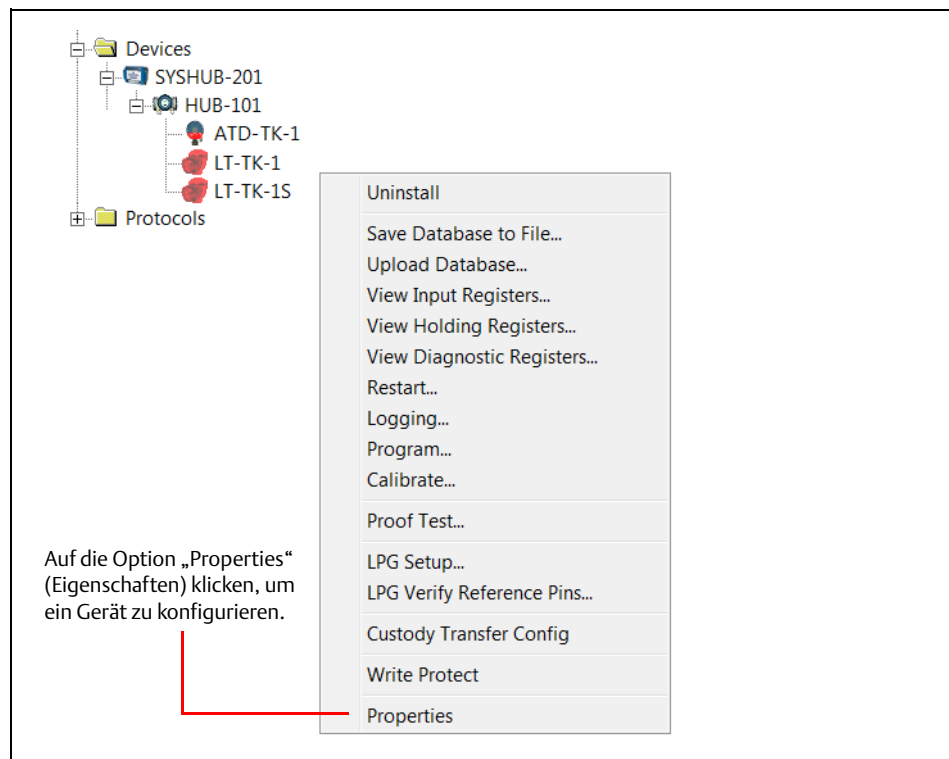 Devices
SYSHUB-201
HUB-101
ATD-TK-1
LT-TK-1
LT-TK-1S
Protocols
Uninstall
Save Database to File...
Upload Database...
View Input Registers...
View Holding Registers...
View Diagnostic Registers...
Restart...
Logging...
Program...
Calibrate...
Proof Test...
LPG Setup...
LPG Verify Reference Pins...
Custody Transfer Config
Write Protect
Properties
Auf die Option „Properties“
(Eigenschaften) klicken, um
ein Gerät zu konfigurieren.